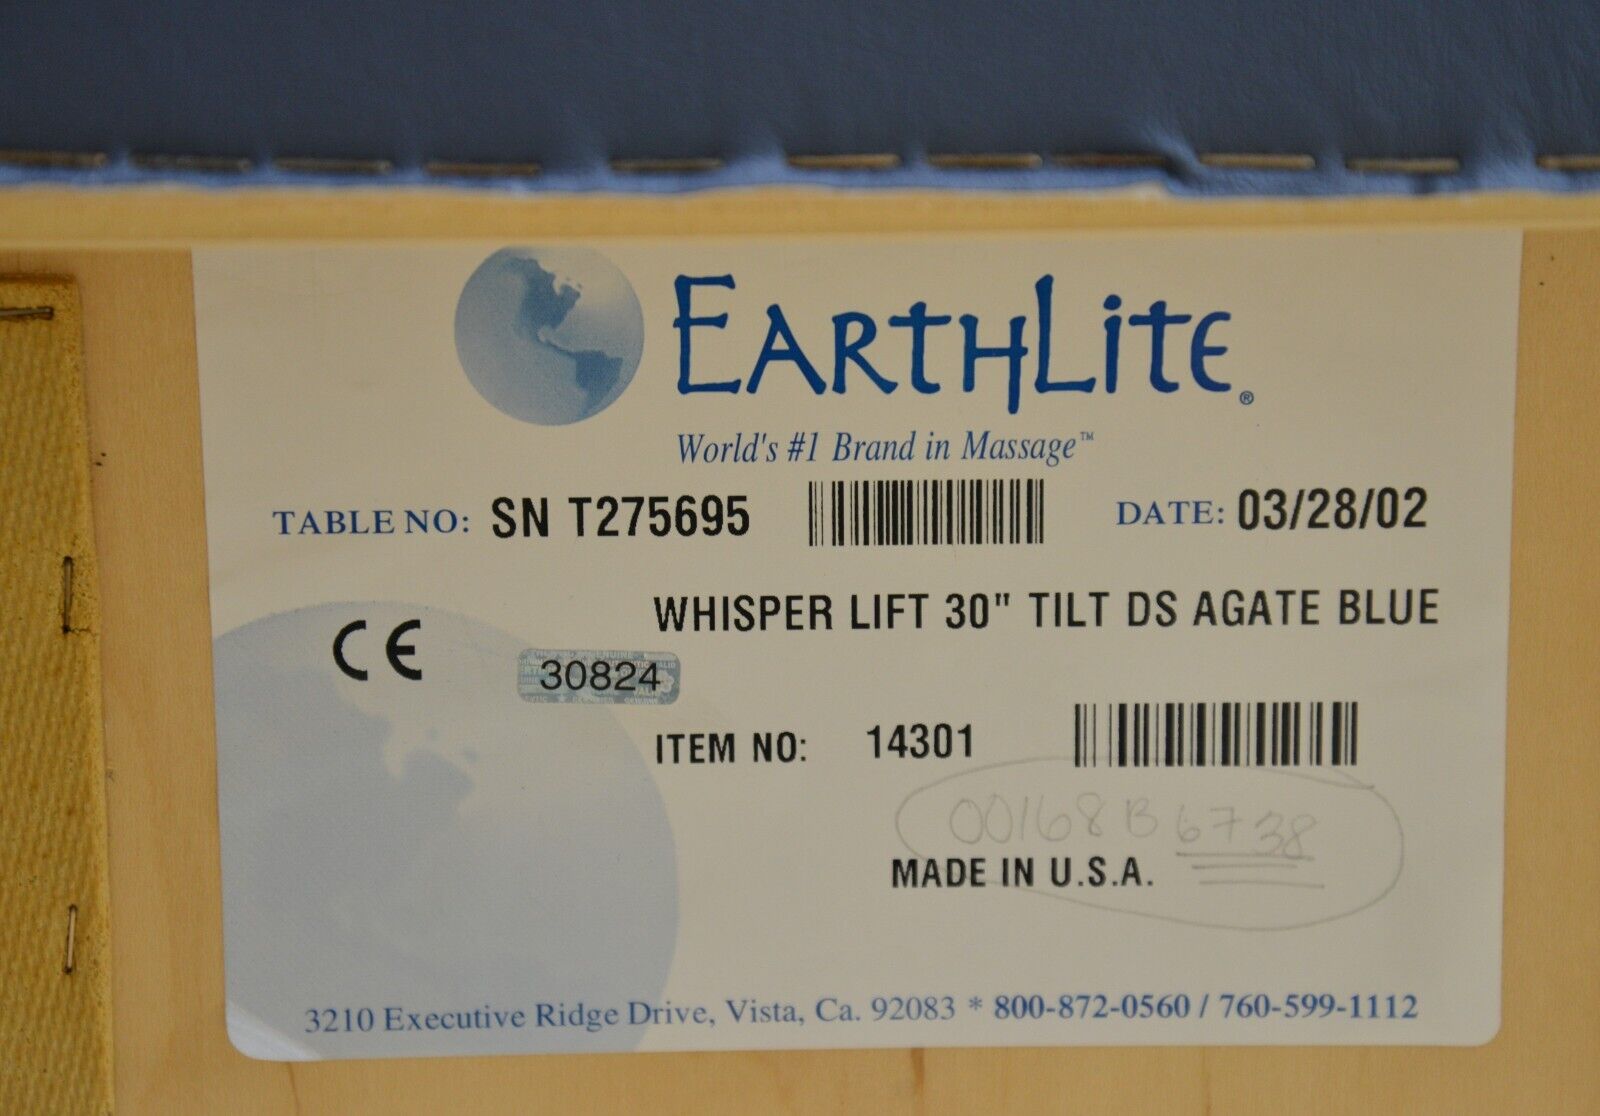 EARTHLiTE®
World's #1 Brand in Massage™
TABLE NO: SN T275695 DATE: 03/28/02
WHISPER LIFT 30" TILT DS AGATE BLUE
CE 30824
ITEM NO: 14301
00168B6738
MADE IN U.S.A.
3210 Executive Ridge Drive, Vista, Ca. 92083 * 800-872-0560 / 760-599-1112